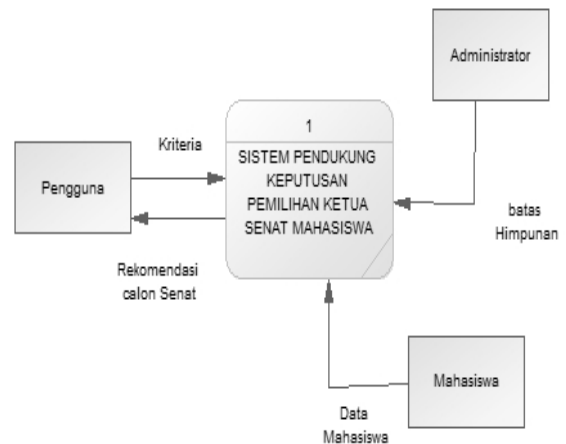 Administrator
1
SISTEM PENDUKUNG
KEPUTUSAN
PEMILIHAN KETUA
SENAT MAHASISWA
Kriteria
Pengguna
batas
Himpunan
Rekomendasi
calon Senat
Mahasiswa
Data
Mahasiswa